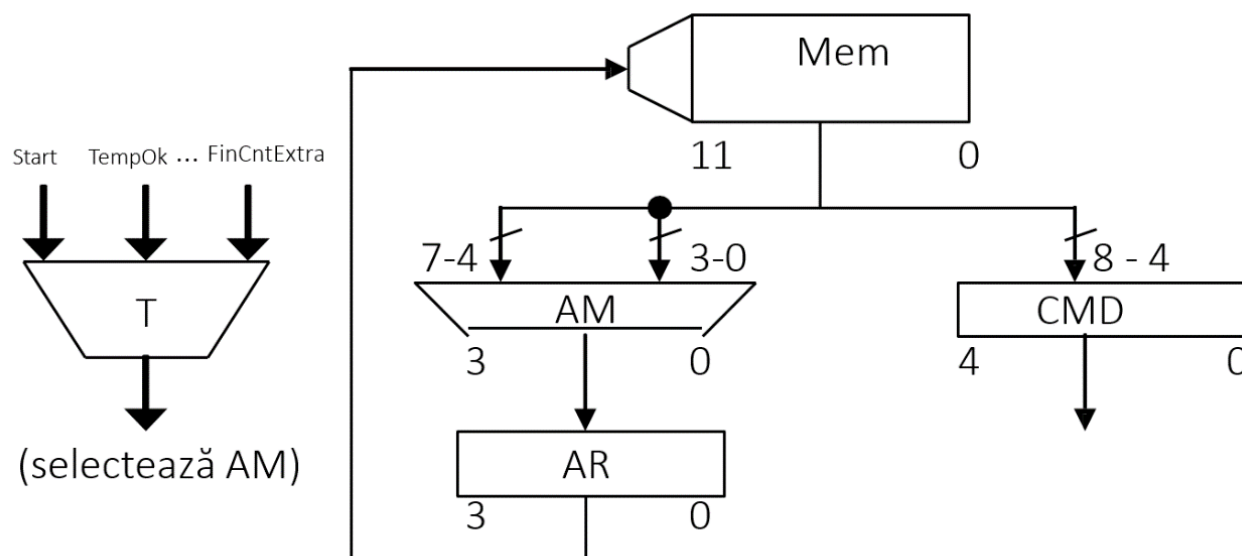 Mem
11 0
Start TempOk ... FinCntExtra
7-4 3-0 8 - 4
T AM CMD
3 0 4 0
(selectează AM) AR
3 0